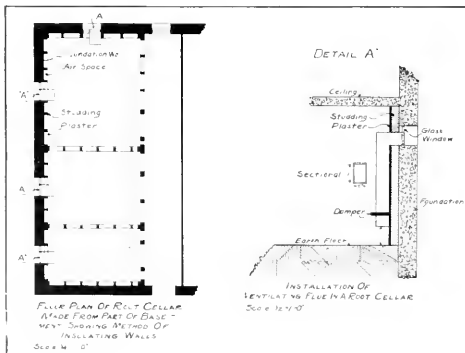 A
Air Space
"A"
Studding
Plaster
A
A"
FLOOR PLAN OF ROOT CELLAR
MADE FROM PART OF BASE-
MENT SHOWING METHOD OF
INSULATING WALLS
DETAIL "A"
Ceiling
Studding
Plaster
Glass
Window
Sectional
Foundation
Damper
Earth Floor
INSTALLATION OF
VENTILATING FLUE IN A ROOT CELLAR